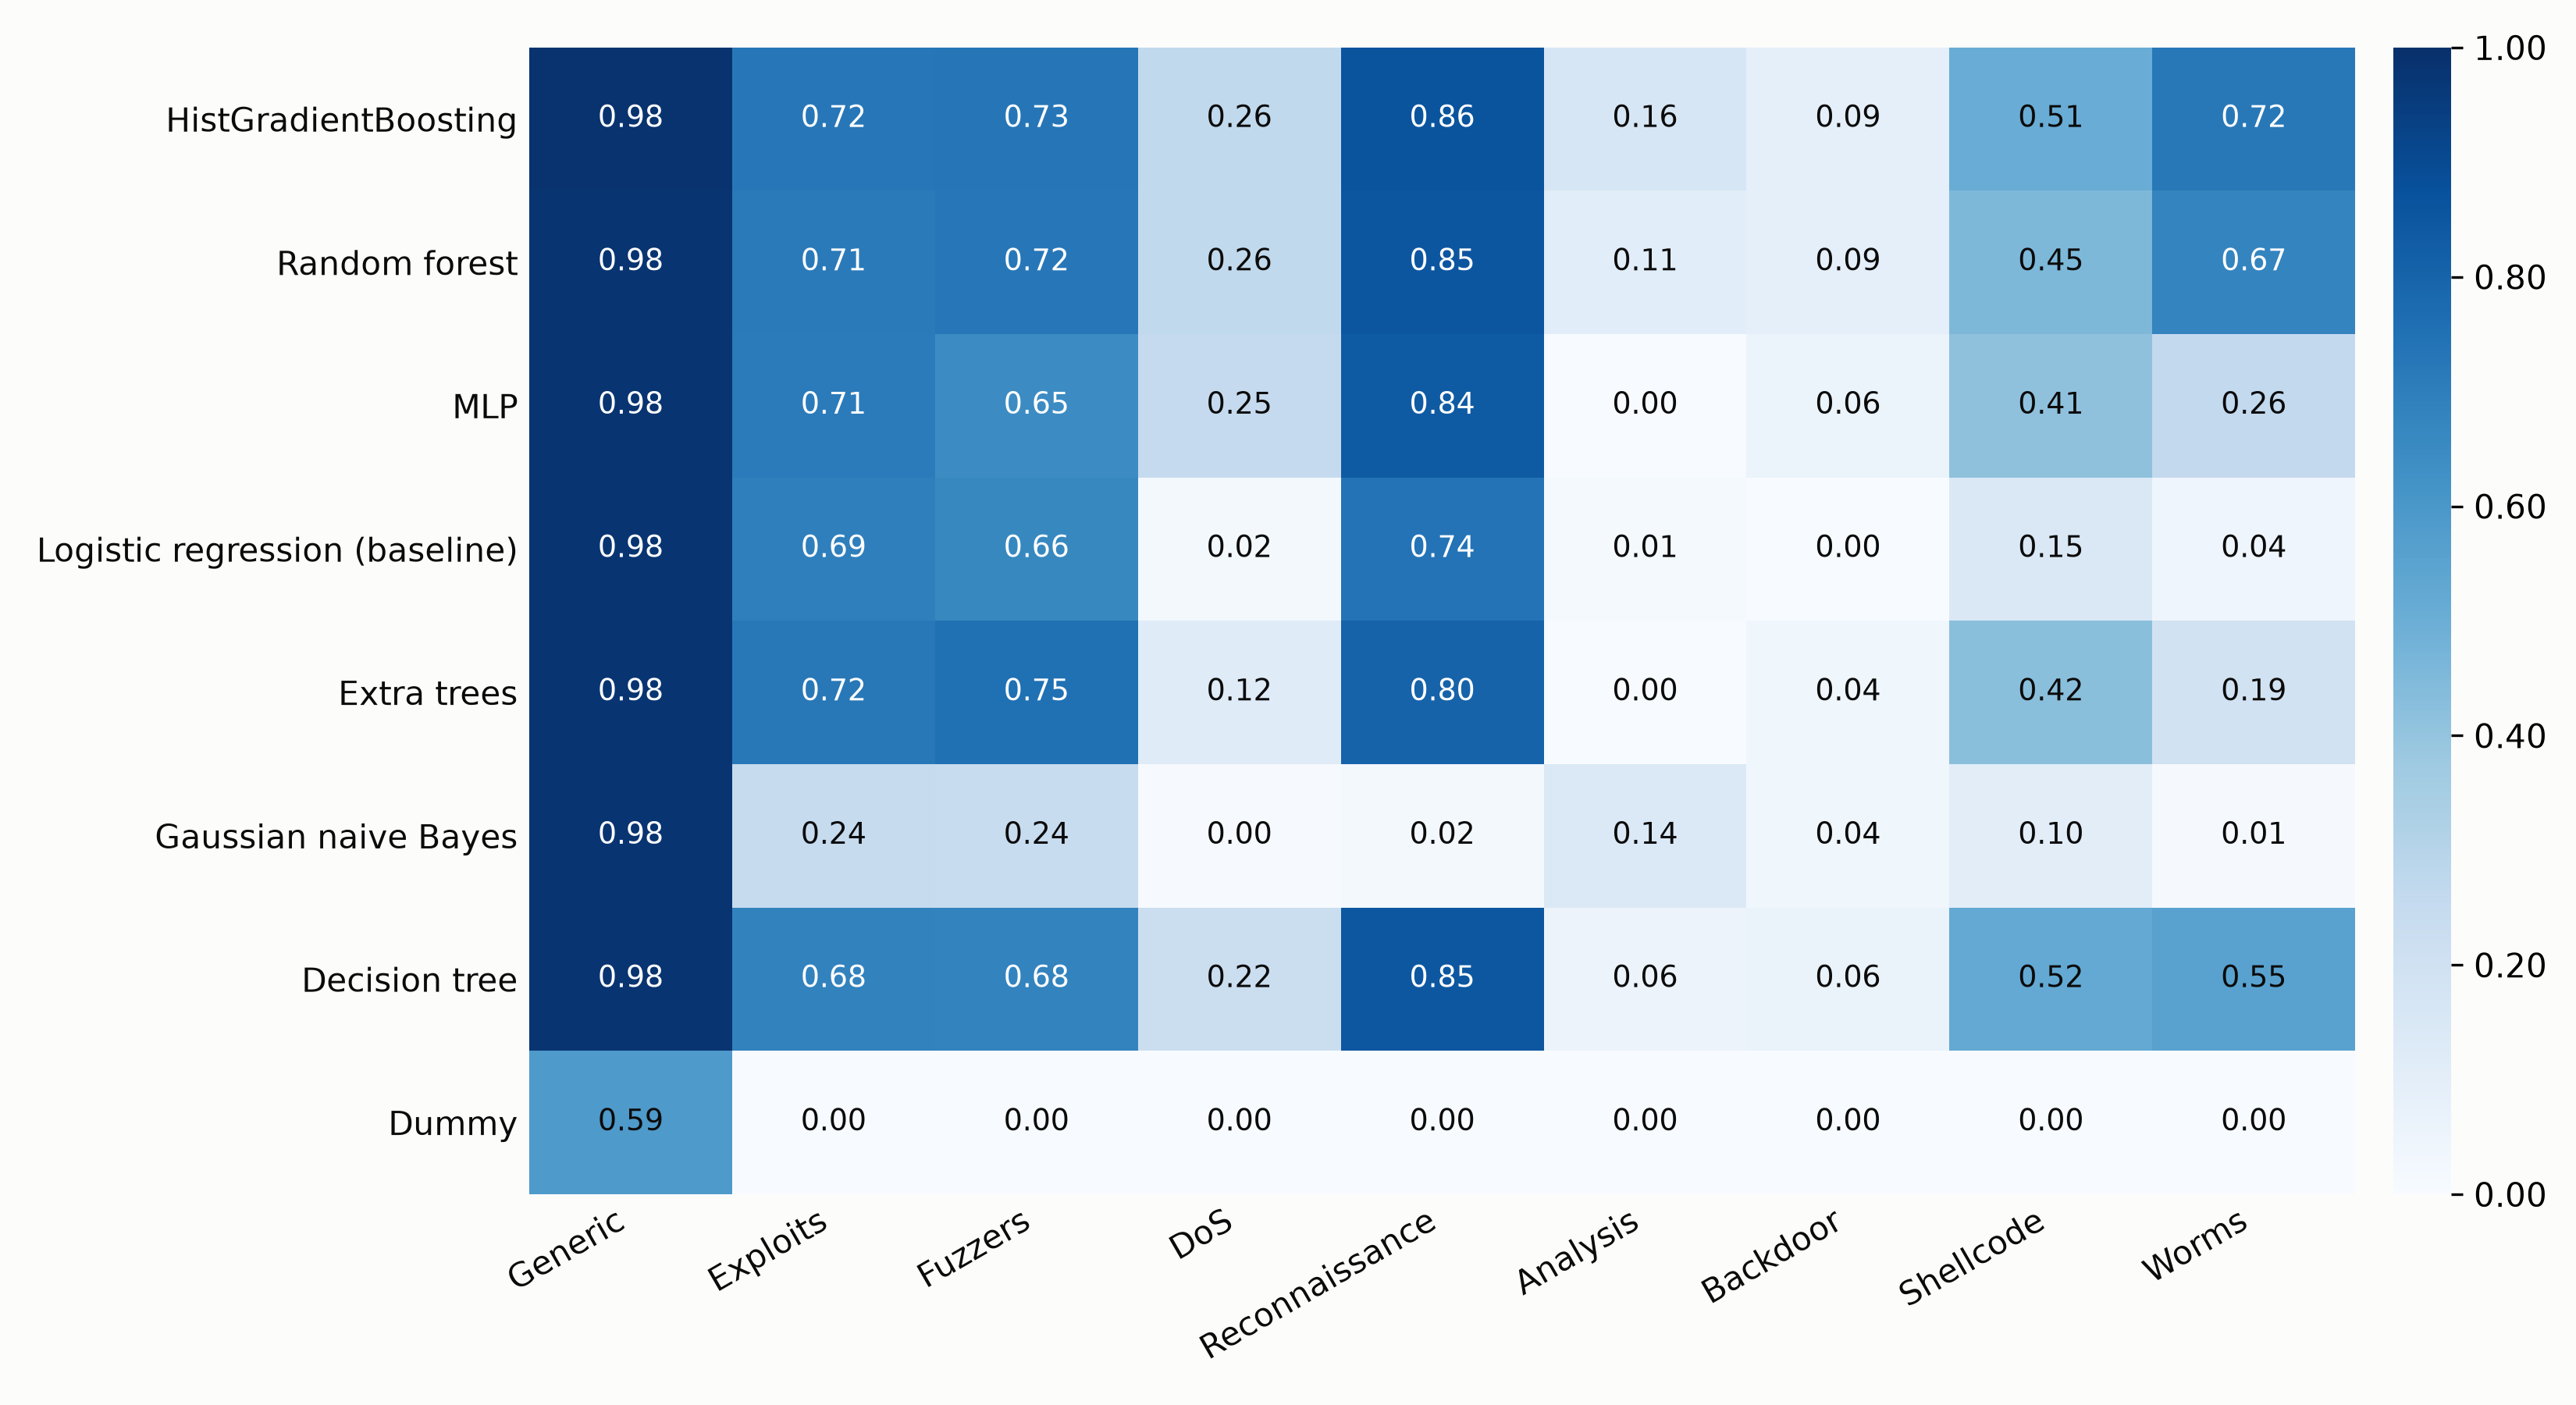 HistGradientBoosting 0.98 0.72 0.73 0.26 0.86 0.16 0.09 0.51 0.72
Random forest 0.98 0.71 0.72 0.26 0.85 0.11 0.09 0.45 0.67
MLP 0.98 0.71 0.65 0.25 0.84 0.00 0.06 0.41 0.26
Logistic regression (baseline) 0.98 0.69 0.66 0.02 0.74 0.01 0.00 0.15 0.04
Extra trees 0.98 0.72 0.75 0.12 0.80 0.00 0.04 0.42 0.19
Gaussian naive Bayes 0.98 0.24 0.24 0.00 0.02 0.14 0.04 0.10 0.01
Decision tree 0.98 0.68 0.68 0.22 0.85 0.06 0.06 0.52 0.55
Dummy 0.59 0.00 0.00 0.00 0.00 0.00 0.00 0.00 0.00
Generic Exploits Fuzzers DoS Reconnaissance Analysis Backdoor Shellcode Worms
1.00
0.80
0.60
0.40
0.20
0.00